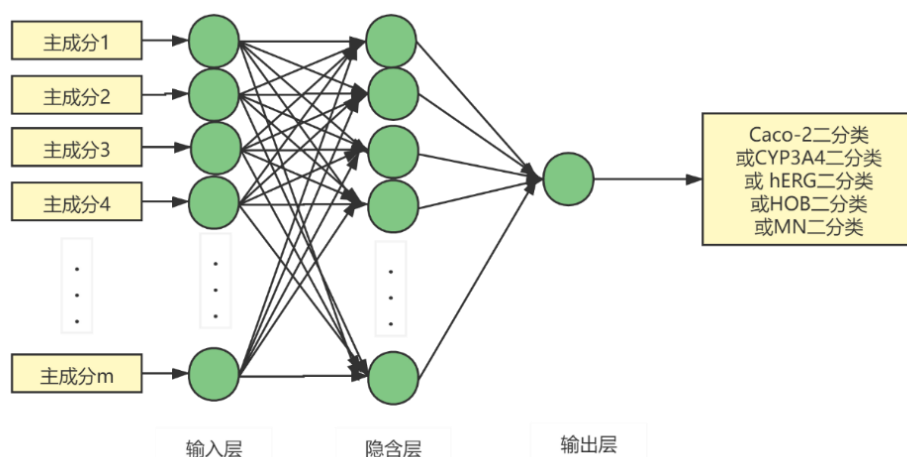 主成分1
主成分2
主成分3
主成分4
主成分m
Caco-2二分类
或CYP3A4二分类
或 hERG二分类
或HOB二分类
或MN二分类
输入层
隐含层
输出层